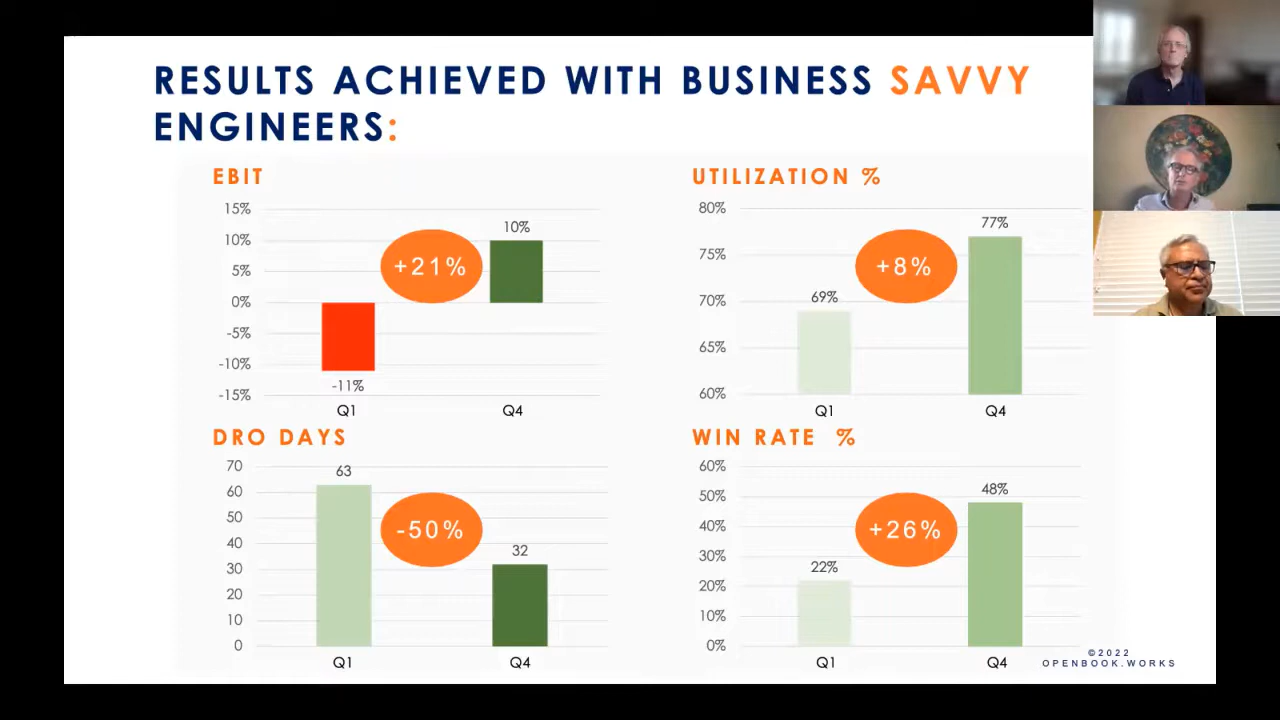 RESULTS ACHIEVED WITH BUSINESS SAVVY
ENGINEERS:
EBIT
15%
10%
5%
0%
-5%
-10%
-15%
-11%
+21%
10%
Q1
Q4
UTILIZATION %
80%
75%
70%
65%
60%
69%
+8%
77%
Q1
Q4
DRO DAYS
70
60
50
40
30
20
10
0
63
-50%
32
Q1
Q4
WIN RATE %
60%
50%
40%
30%
20%
10%
0%
22%
+26%
48%
Q1
Q4
©2022
OPENBOOK.WORKS